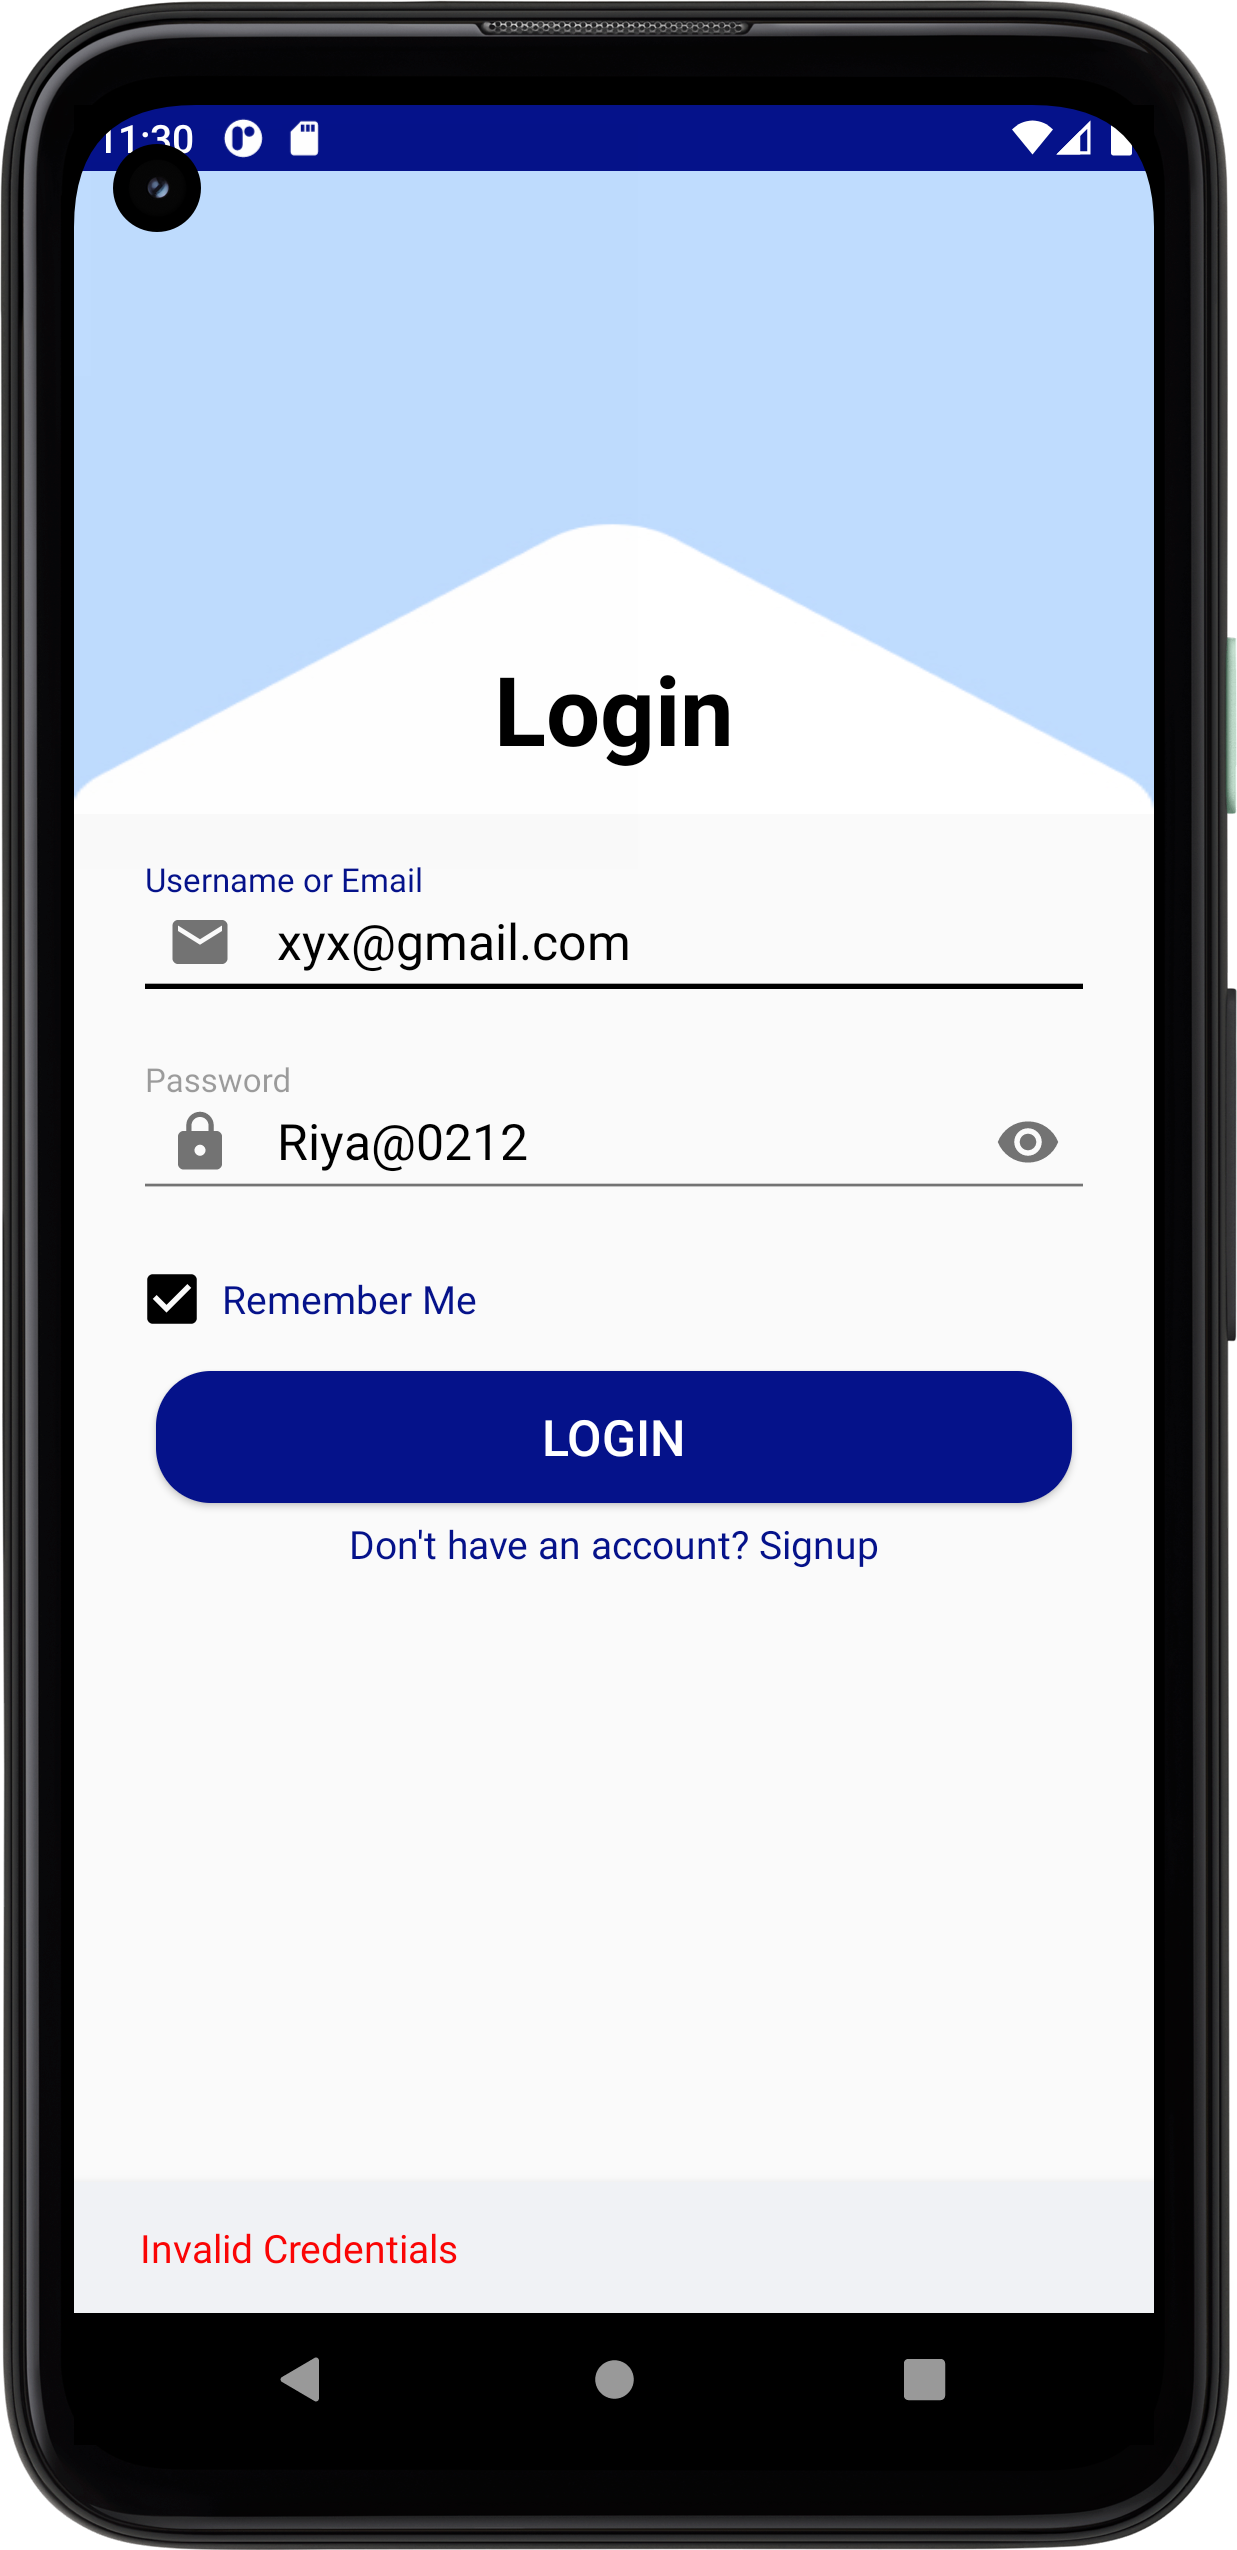 11:30
Login
Username or Email
xyx@gmail.com
Password
Riya@0212
Remember Me
LOGIN
Don't have an account? Signup
Invalid Credentials